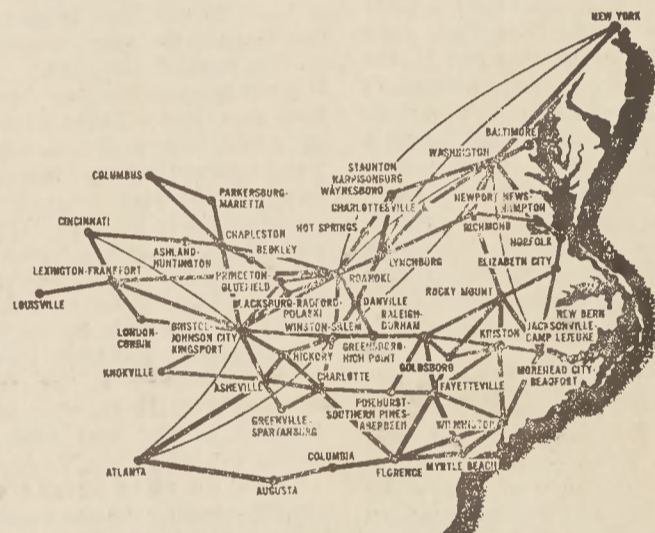 NEW YORK
BALTIMORE
WASHINGTON
STAUNTON
HARRISONBURG
WAYNESBORO
COLUMBUS
PARKERSBURG-
MARIETTA
CHARLOTTESVILLE
NEWPORT NEWS-
HAMPTON
RICHMOND
CINCINNATI
CHARLESTON
HOT SPRINGS
NORFOLK
ASHLAND-
HUNTINGTON
BECKLEY
LYNCHBURG
ELIZABETH CITY
LEXINGTON-FRANKFORT
PRINCETON-
BLUEFIELD
ROANOKE
LOUISVILLE
BLACKSBURG-RADFORD-
PULASKI
DANVILLE
ROCKY MOUNT
RALEIGH-
DURHAM
NEW BERN
LONDON-
CORBIN
BRISTOL-
JOHNSON CITY
KINGSPORT
WINSTON-SALEM
GREENSBORO-
HIGH POINT
KINSTON
JACKSONVILLE-
CAMP LEJEUNE
HICKORY
GOLDSBORO
MOREHEAD CITY-
BEAUFORT
KNOXVILLE
ASHEVILLE
CHARLOTTE
FAYETTEVILLE
GREENVILLE-
SPARTANBURG
PINEHURST-
SOUTHERN PINES-
ABERDEEN
WILMINGTON
ATLANTA
COLUMBIA
FLORENCE
MYRTLE BEACH
AUGUSTA